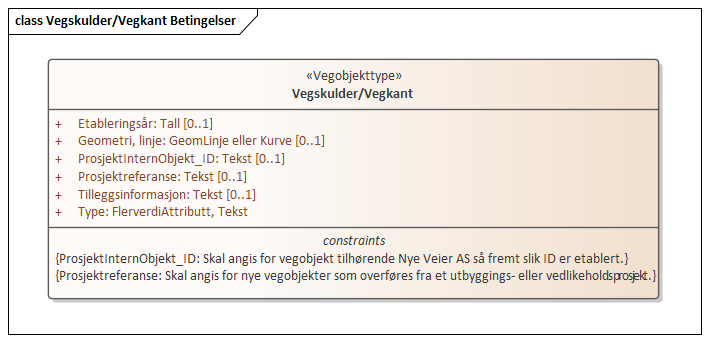 class Vegskulder/Vegkant Betingelser
«Vegobjekttype»
Vegskulder/Vegkant
+ Etableringsår: Tall [0..1]
+ Geometri, linje: GeomLinje eller Kurve [0..1]
+ ProsjektInternObjekt_ID: Tekst [0..1]
+ Prosjektreferanse: Tekst [0..1]
+ Tilleggsinformasjon: Tekst [0..1]
+ Type: FlerverdiAttributt, Tekst
constraints
{ProsjektInternObjekt_ID: Skal angis for vegobjekt tilhørende Nye Veier AS så fremt slik ID er etablert.}
{Prosjektreferanse: Skal angis for nye vegobjekter som overføres fra et utbyggings- eller vedlikeholdsprosjekt.}